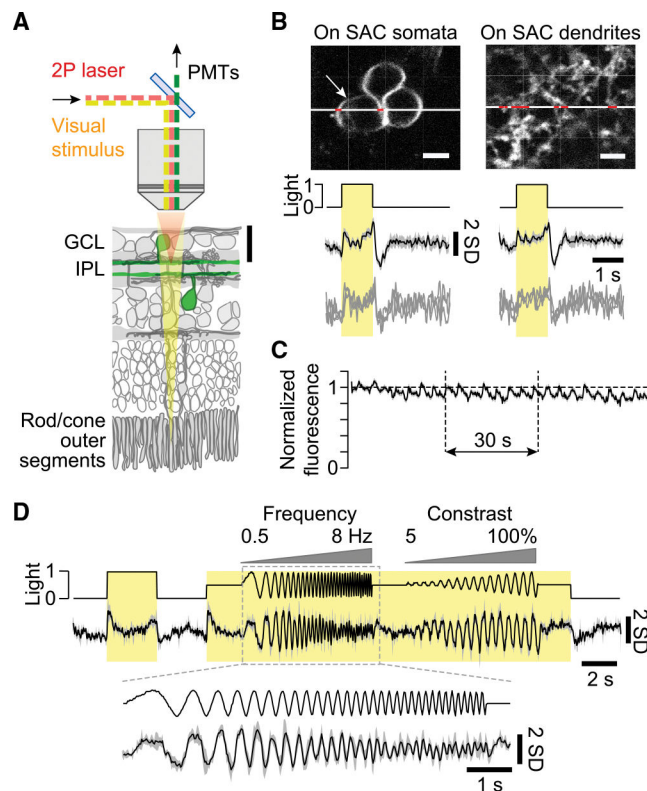 A
2P laser
PMTs
Visual
stimulus
GCL
IPL
Rod/cone
outer
segments
B
On SAC somata
On SAC dendrites
Light
1
0
2 SD
1 s
C
Normalized
fluorescence
1
0
30 s
D
Frequency
0.5
8 Hz
Constrast
5
100%
Light
1
0
2 SD
2 s
2 SD
1 s